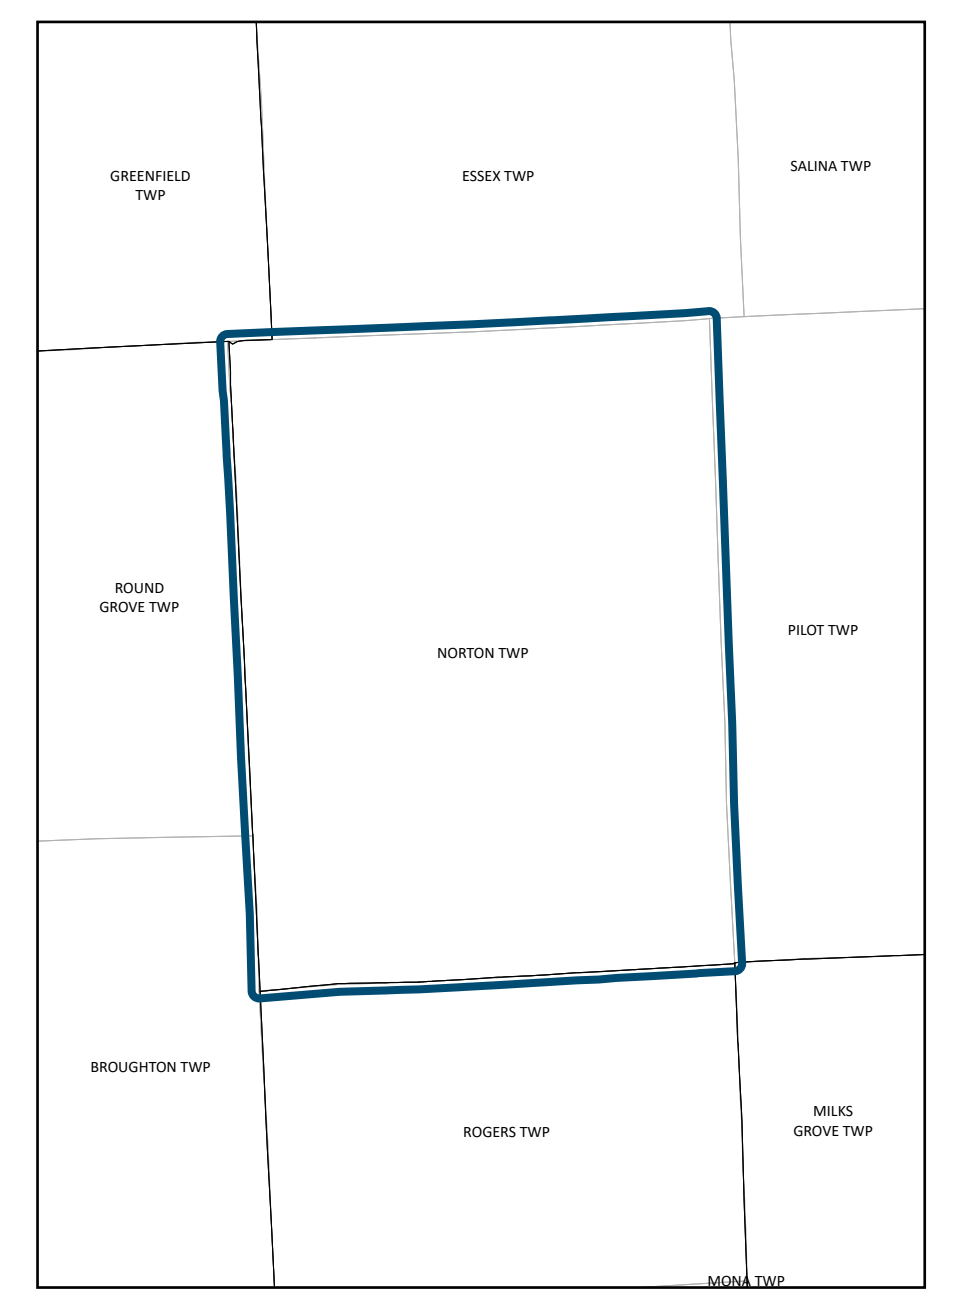 GREENFIELD
TWP
ESSEX TWP
SALINA TWP
ROUND
GROVE TWP
NORTON TWP
PILOT TWP
BROUGHTON TWP
ROGERS TWP
MILKS
GROVE TWP
MONA TWP